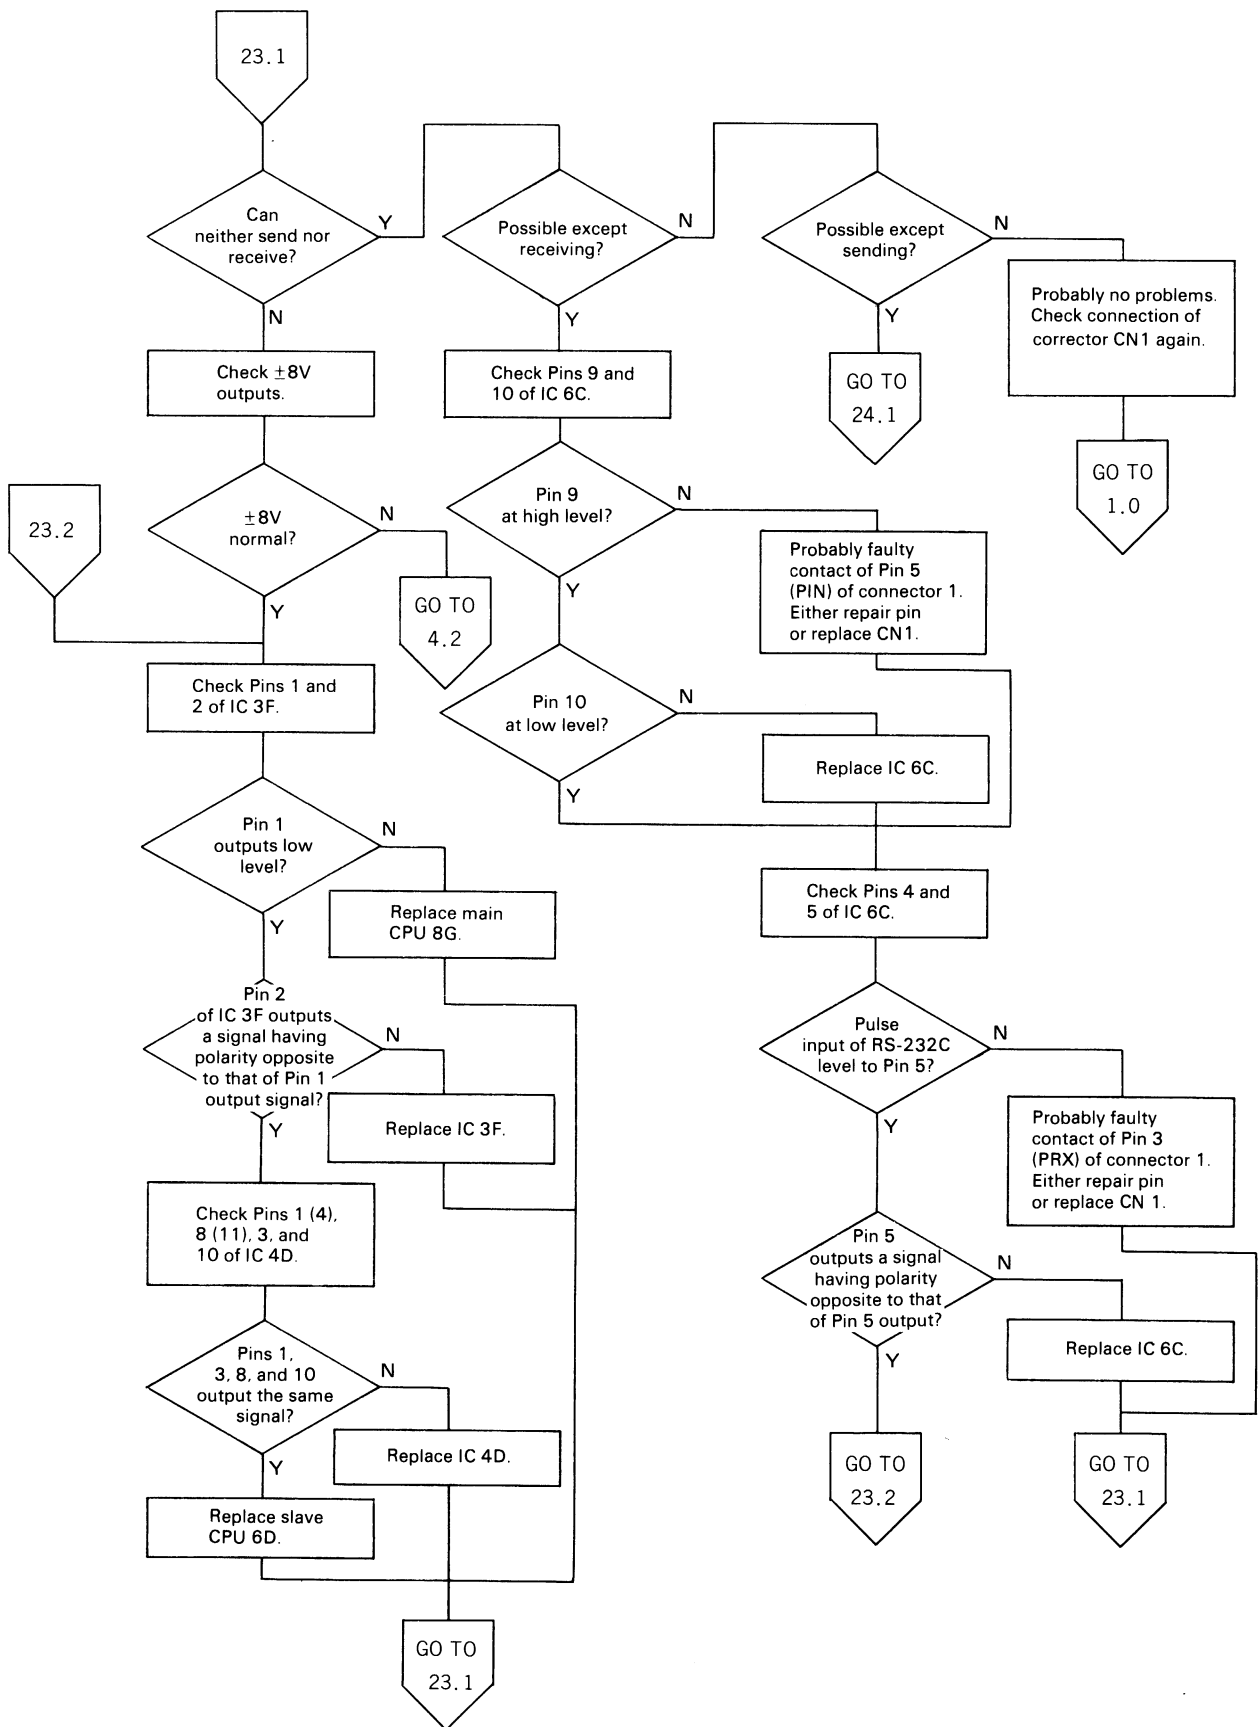 23.1
Can
neither send nor
receive?
Y
N
Possible except
receiving?
N
Y
Possible except
sending?
N
Y
Probably no problems.
Check connection of
corrector CN1 again.
GO TO
1.0
GO TO
24.1
Check ±8V
outputs.
±8V
normal?
N
Y
GO TO
4.2
23.2
Check Pins 1 and
2 of IC 3F.
Pin 1
outputs low
level?
N
Y
Replace main
CPU 8G.
Pin 2
of IC 3F outputs
a signal having
polarity opposite
to that of Pin 1
output signal?
N
Y
Replace IC 3F.
Check Pins 1 (4),
8 (11), 3, and
10 of IC 4D.
Pins 1,
3, 8, and 10
output the same
signal?
N
Y
Replace IC 4D.
Replace slave
CPU 6D.
GO TO
23.1
Check Pins 9 and
10 of IC 6C.
Pin 9
at high level?
N
Y
Probably faulty
contact of Pin 5
(PIN) of connector 1.
Either repair pin
or replace CN1.
Pin 10
at low level?
N
Y
Replace IC 6C.
Check Pins 4 and
5 of IC 6C.
Pulse
input of RS-232C
level to Pin 5?
N
Y
Probably faulty
contact of Pin 3
(PRX) of connector 1.
Either repair pin
or replace CN 1.
Pin 5
outputs a signal
having polarity
opposite to that
of Pin 5 output?
N
Y
Replace IC 6C.
GO TO
23.2
GO TO
23.1